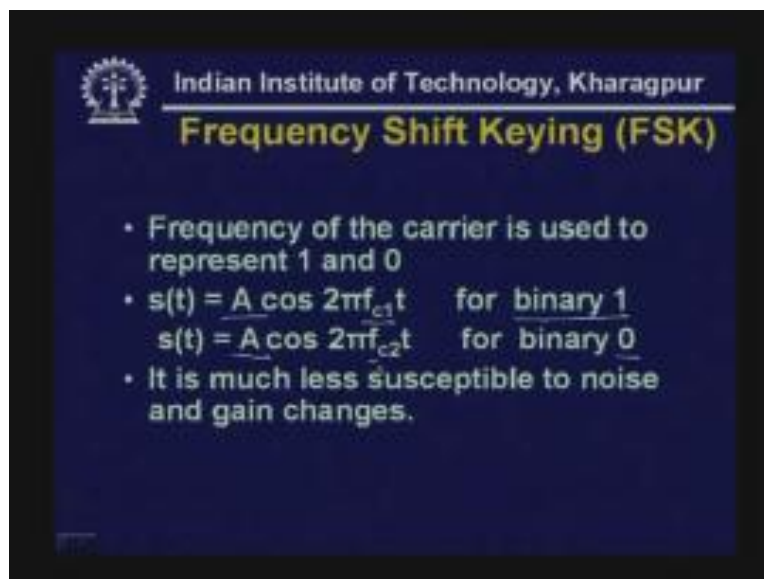 Indian Institute of Technology, Kharagpur
Frequency Shift Keying (FSK)
• Frequency of the carrier is used to
represent 1 and 0
• s(t) = A cos 2πf_c1 t for binary 1
s(t) = A cos 2πf_c2 t for binary 0
• It is much less susceptible to noise
and gain changes.